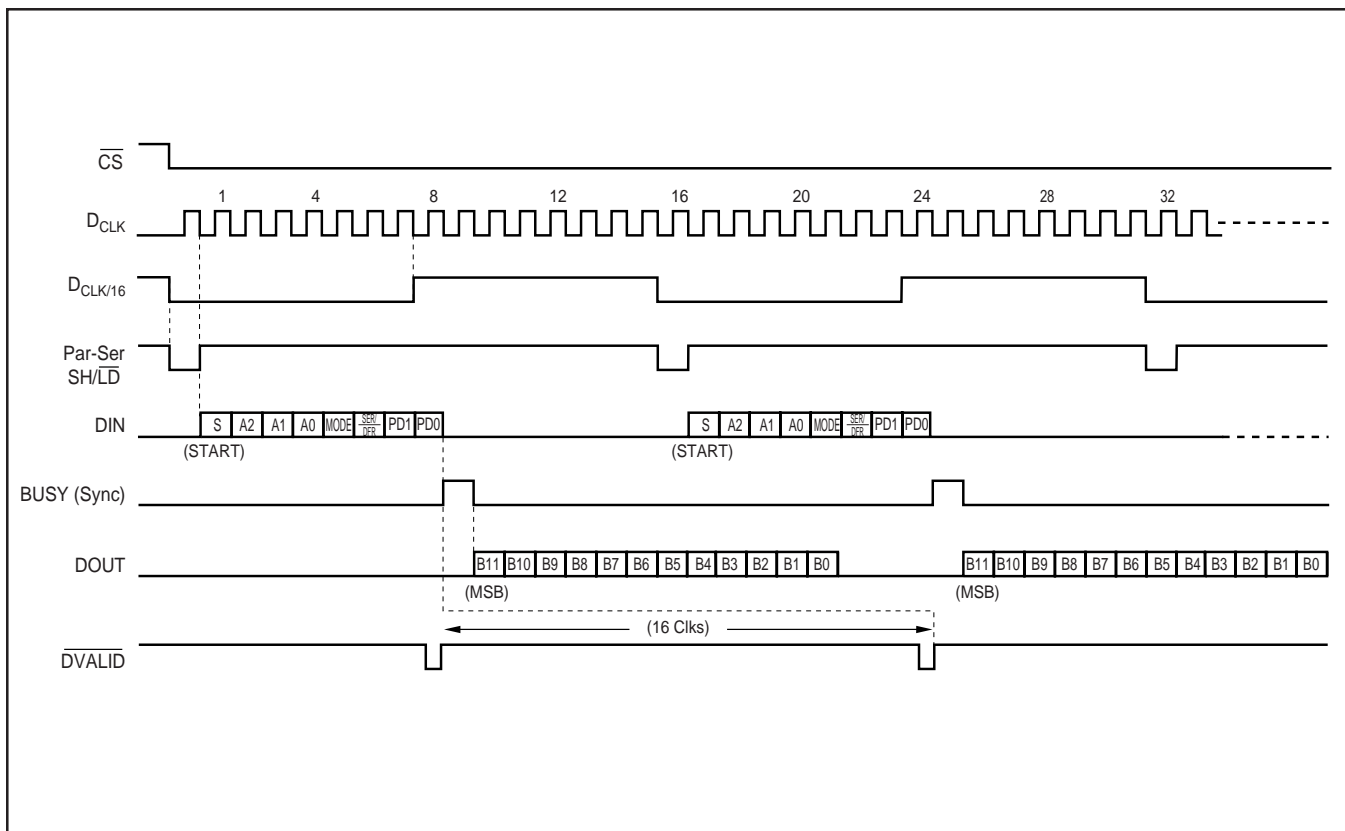 CS
1 4 8 12 16 20 24 28 32
DCLK
DCLK/16
Par-Ser
SH/LD
DIN
S A2 A1 A0 MODE SER/DFR PD1 PD0
S A2 A1 A0 MODE SER/DFR PD1 PD0
(START)
(START)
BUSY (Sync)
DOUT
B11 B10 B9 B8 B7 B6 B5 B4 B3 B2 B1 B0
B11 B10 B9 B8 B7 B6 B5 B4 B3 B2 B1 B0
(MSB)
(MSB)
(16 Clks)
DVALID